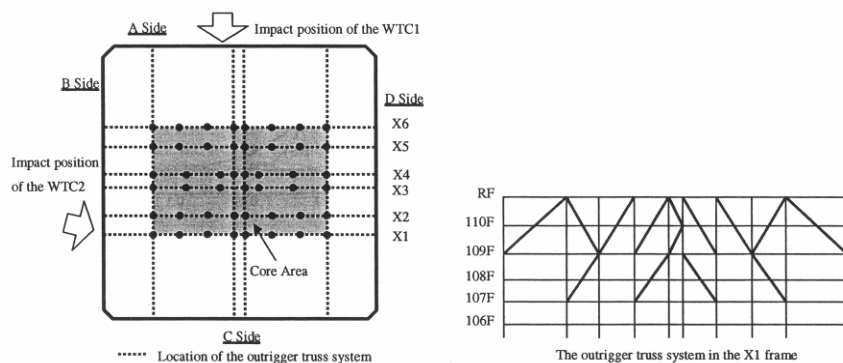 A Side
Impact position of the WTC1
B Side
D Side
X6
X5
Impact position
of the WTC2
X4
X3
X2
X1
Core Area
C Side
Location of the outrigger truss system
RF
110F
109F
108F
107F
106F
The outrigger truss system in the X1 frame